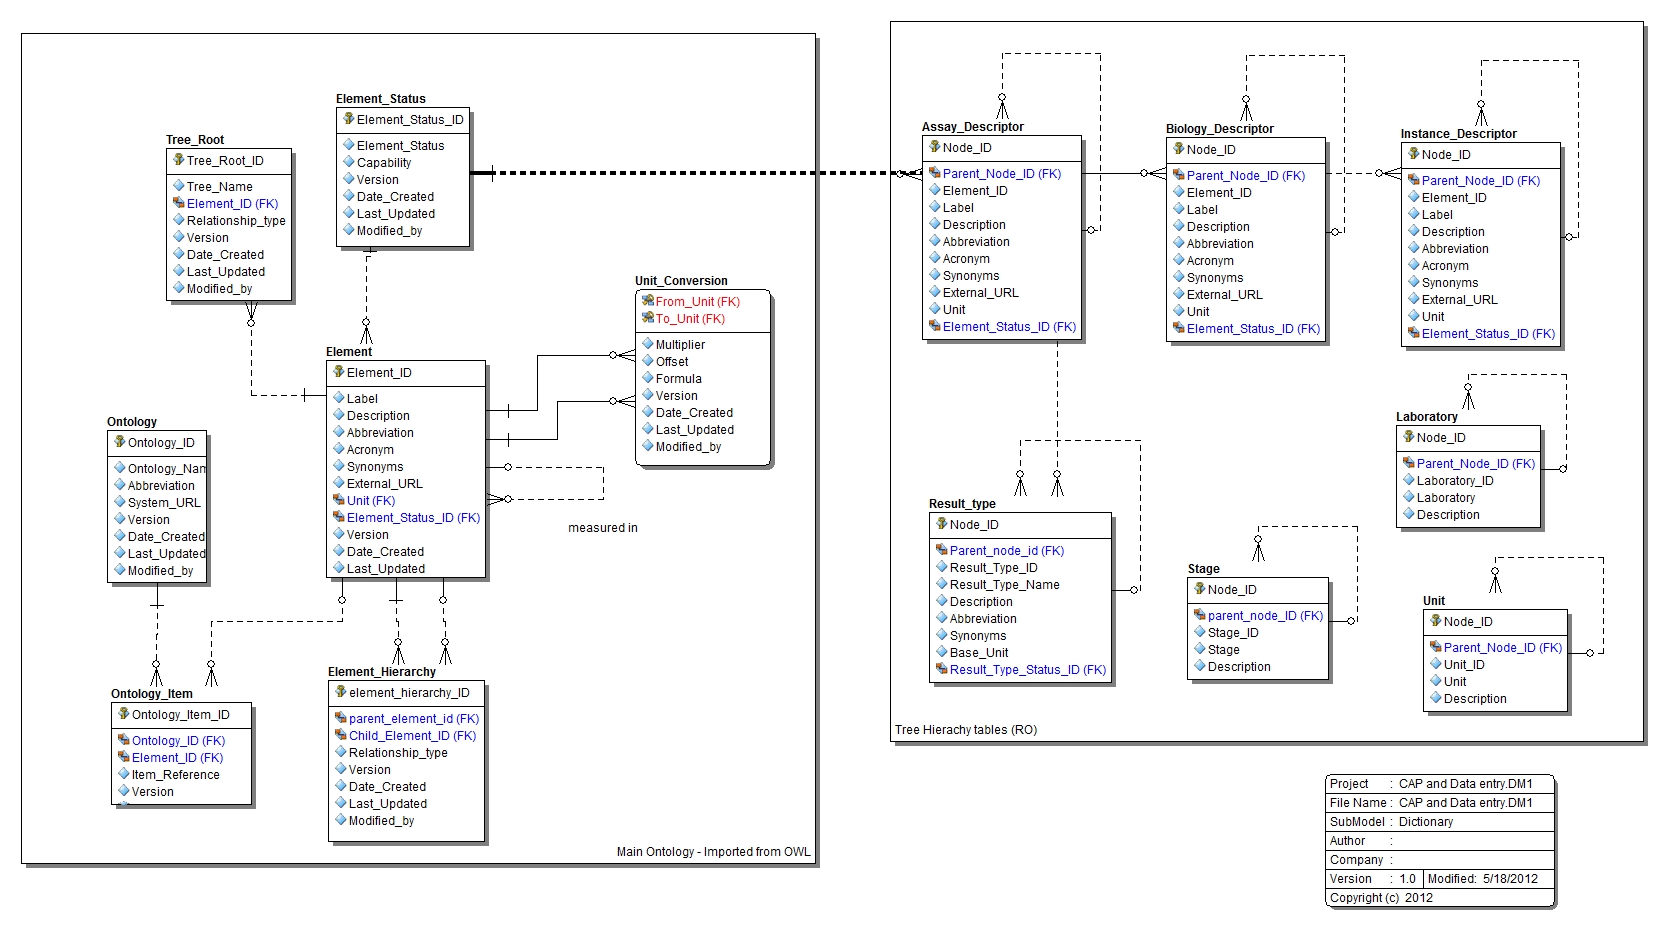 Element_Status
Element_Status_ID
Element_Status
Capability
Version
Date_Created
Last_Updated
Modified_by
Tree_Root
Tree_Root_ID
Tree_Name
Element_ID (FK)
Relationship_type
Version
Date_Created
Last_Updated
Modified_by
Unit_Conversion
From_Unit (FK)
To_Unit (FK)
Multiplier
Offset
Formula
Version
Date_Created
Last_Updated
Modified_by
Element
Element_ID
Label
Description
Abbreviation
Acronym
Synonyms
External_URL
Unit (FK)
Element_Status_ID (FK)
Version
Date_Created
Last_Updated
measured in
Ontology
Ontology_ID
Ontology_Nam
Abbreviation
System_URL
Version
Date_Created
Last_Updated
Modified_by
Ontology_Item
Ontology_Item_ID
Ontology_ID (FK)
Element_ID (FK)
Item_Reference
Version
Element_Hierarchy
element_hierarchy_ID
parent_element_id (FK)
Child_Element_ID (FK)
Relationship_type
Version
Date_Created
Last_Updated
Modified_by
Main Ontology - Imported from OWL
Assay_Descriptor
Node_ID
Parent_Node_ID (FK)
Element_ID
Label
Description
Abbreviation
Acronym
Synonyms
External_URL
Unit
Element_Status_ID (FK)
Biology_Descriptor
Node_ID
Parent_Node_ID (FK)
Element_ID
Label
Description
Abbreviation
Acronym
Synonyms
External_URL
Unit
Element_Status_ID (FK)
Instance_Descriptor
Node_ID
Parent_Node_ID (FK)
Element_ID
Label
Description
Abbreviation
Acronym
Synonyms
External_URL
Unit
Element_Status_ID (FK)
Laboratory
Node_ID
Parent_Node_ID (FK)
Laboratory_ID
Laboratory
Description
Result_type
Node_ID
Parent_node_id (FK)
Result_Type_ID
Result_Type_Name
Description
Abbreviation
Synonyms
Base_Unit
Result_Type_Status_ID (FK)
Stage
Node_ID
parent_node_ID (FK)
Stage_ID
Stage
Description
Unit
Node_ID
Parent_Node_ID (FK)
Unit_ID
Unit
Description
Tree Hierachy tables (RO)
Project : CAP and Data entry.DM1
File Name : CAP and Data entry.DM1
SubModel : Dictionary
Author :
Company :
Version : 1.0 Modified: 5/18/2012
Copyright (c) 2012